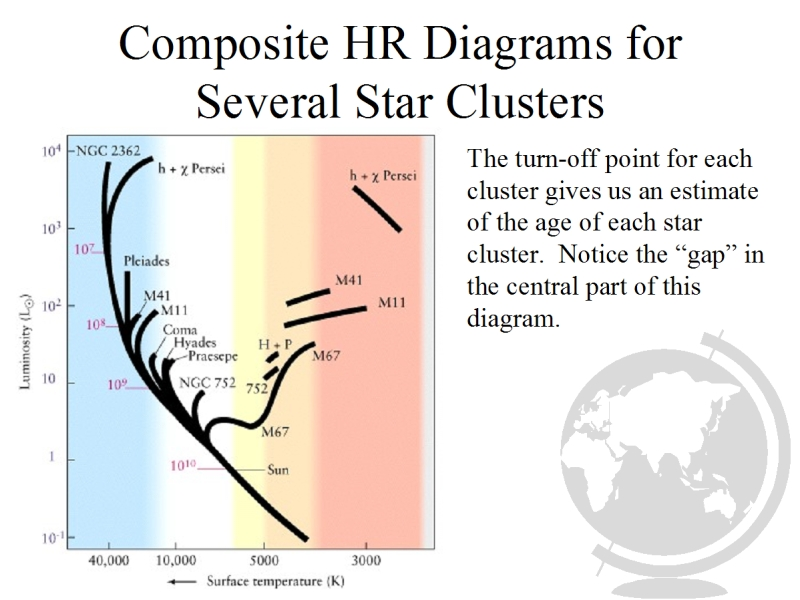 Composite HR Diagrams for
Several Star Clusters
The turn-off point for each
cluster gives us an estimate
of the age of each star
cluster.  Notice the “gap” in
the central part of this
diagram.
10⁴
NGC 2362
h + χ Persei
h + χ Persei
10³
10⁷
Pleiades
M41
M41
M11
M11
10²
10⁸
Coma
Hyades
Praesepe
H + P
M67
10
10⁹
NGC 752
752
M67
1
10¹⁰
Sun
10⁻¹
Luminosity (L☉)
40,000 10,000 5000 3000
← Surface temperature (K)